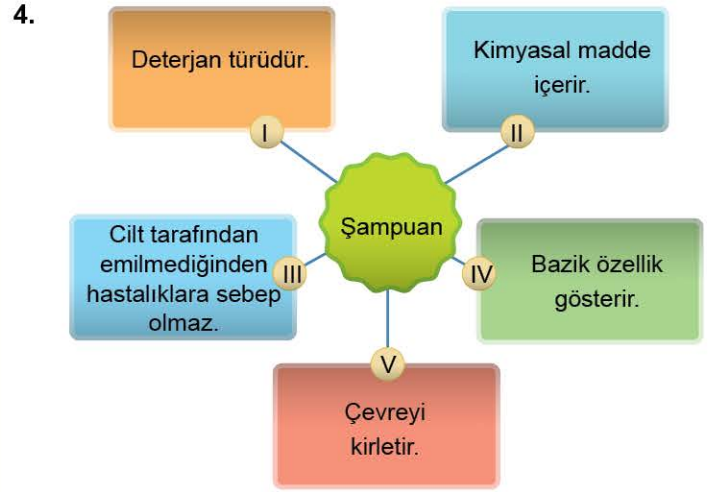 4.
Deterjan türüdür.
I
Kimyasal madde
içerir.
II
Şampuan
Cilt tarafından
emilmediğinden
hastalıklara sebep
olmaz.
III
Bazik özellik
gösterir.
IV
V
Çevreyi
kirletir.